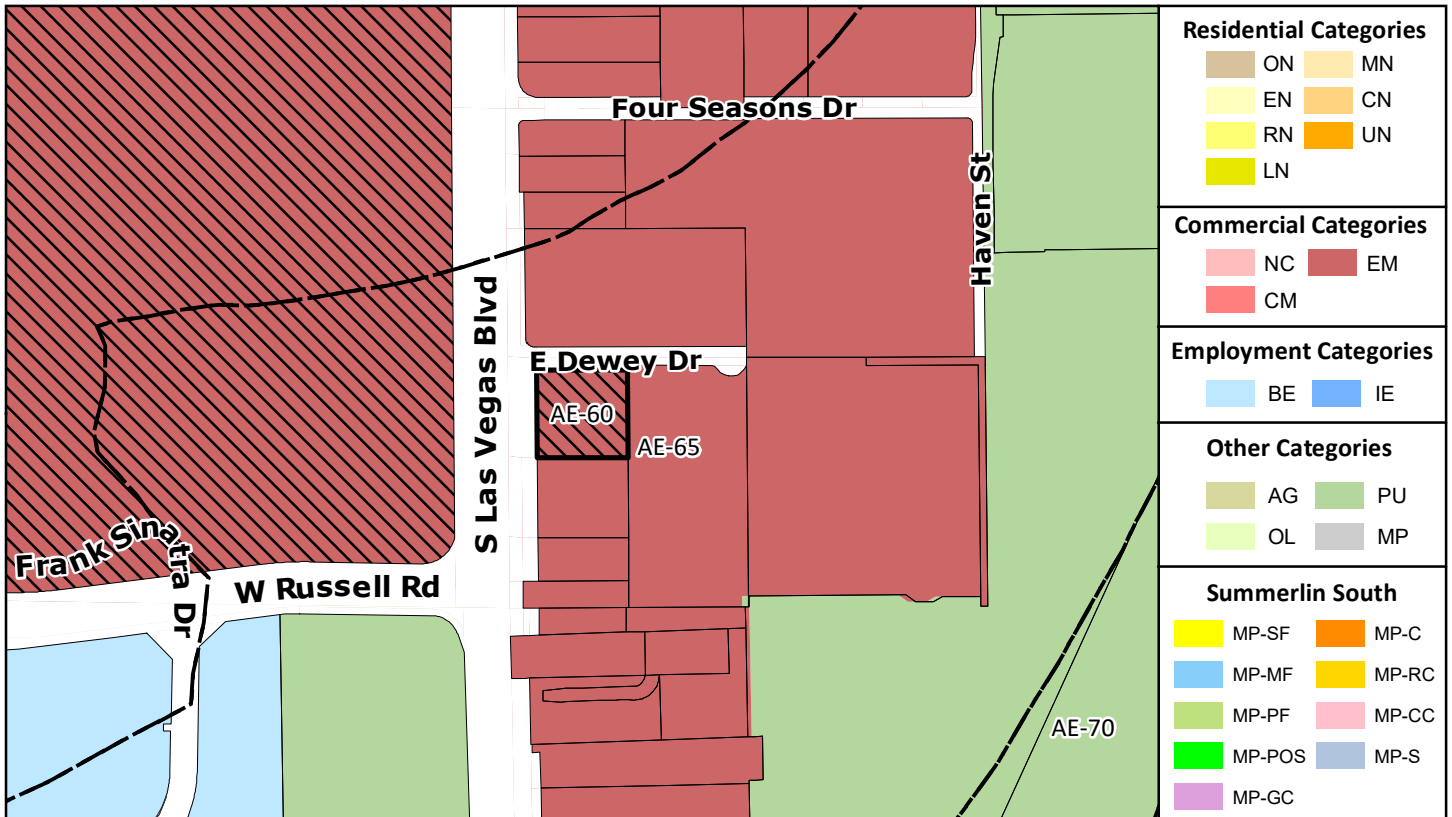 Four Seasons Dr
Haven St
S Las Vegas Blvd
E Dewey Dr
AE-60
AE-65
Frank Sinatra Dr
W Russell Rd
AE-70
Residential Categories
ON MN
EN CN
RN UN
LN
Commercial Categories
NC EM
CM
Employment Categories
BE IE
Other Categories
AG PU
OL MP
Summerlin South
MP-SF MP-C
MP-MF MP-RC
MP-PF MP-CC
MP-POS MP-S
MP-GC